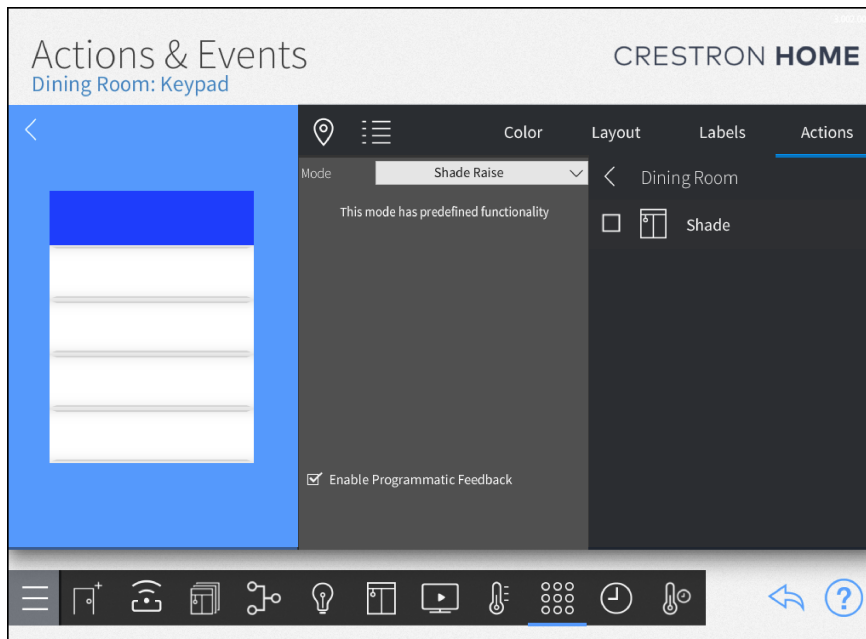 Actions & Events
CRESTRON HOME
Dining Room: Keypad
Color
Layout
Labels
Actions
Mode
Shade Raise
Dining Room
This mode has predefined functionality
Shade
Enable Programmatic Feedback
?